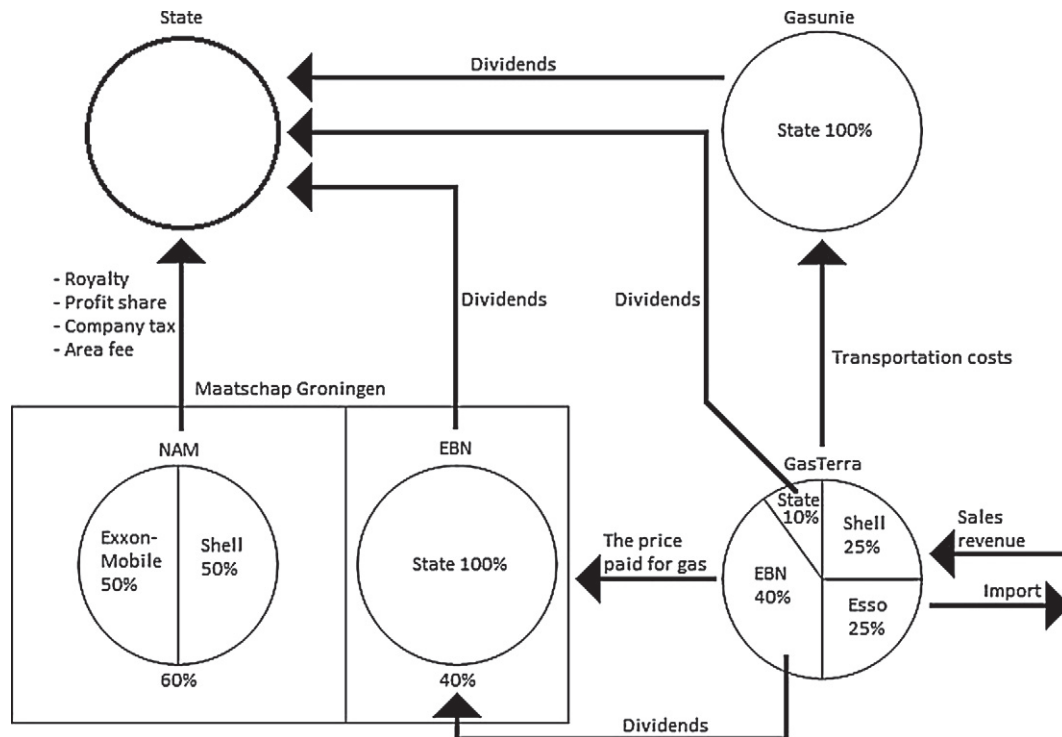 State
Gasunie
Dividends
State 100%
- Royalty
- Profit share
- Company tax
- Area fee
Dividends
Dividends
Transportation costs
Maatschap Groningen
NAM
EBN
GasTerra
Exxon-
Mobile
50%
Shell
50%
State 100%
The price
paid for gas
State
10%
Shell
25%
EBN
40%
Esso
25%
Sales
revenue
Import
60%
40%
Dividends